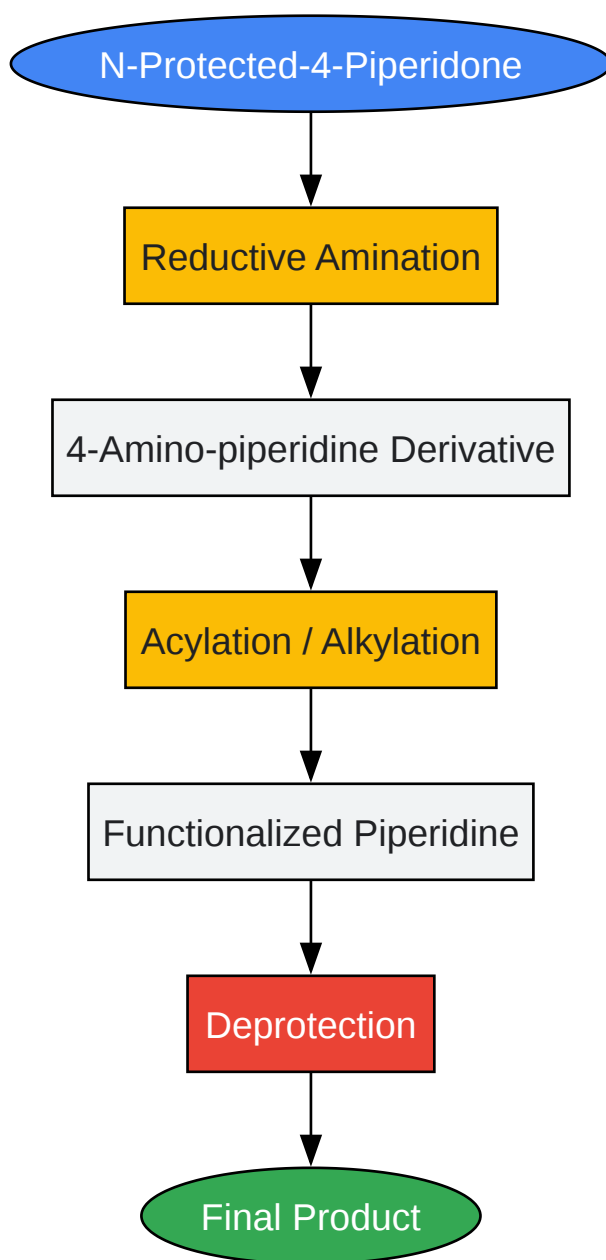 N-Protected-4-Piperidone
Reductive Amination
4-Amino-piperidine Derivative
Acylation / Alkylation
Functionalized Piperidine
Deprotection
Final Product